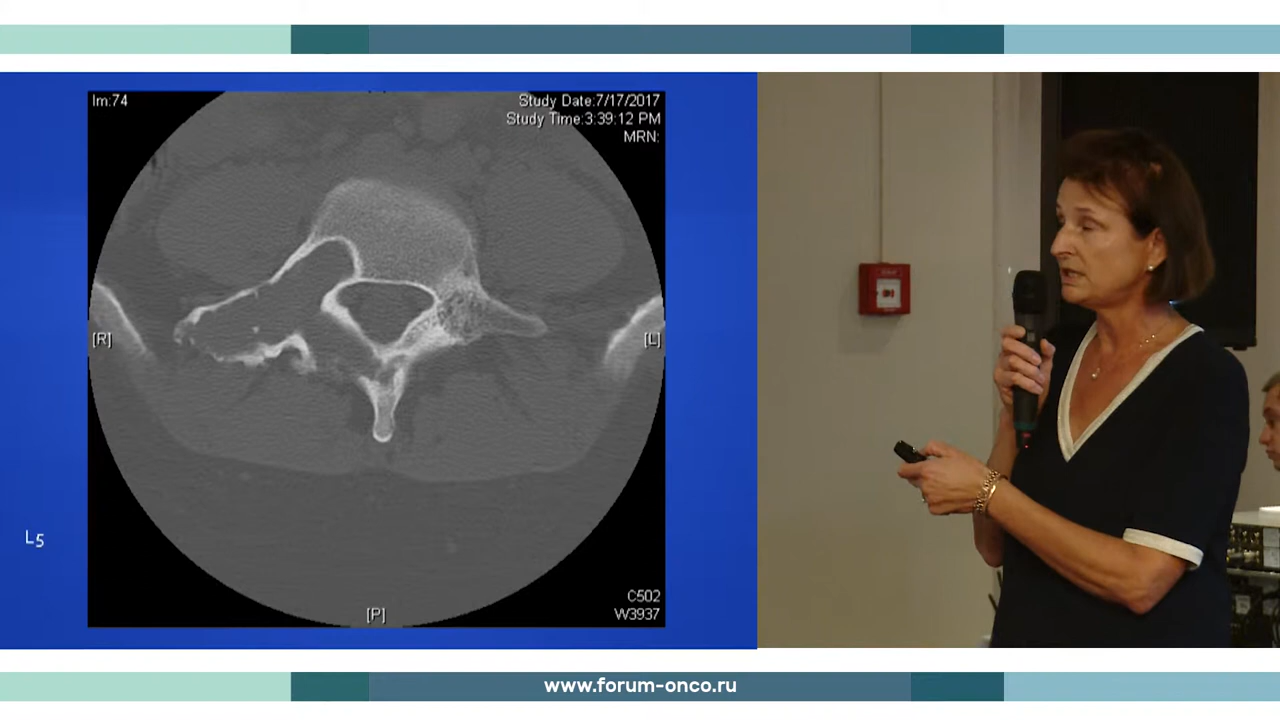 Im:74
Study Date:7/17/2017
Study Time:3:39:12 PM
MRN:
[R]
[L]
L5
C502
W3937
[P]
www.forum-onco.ru